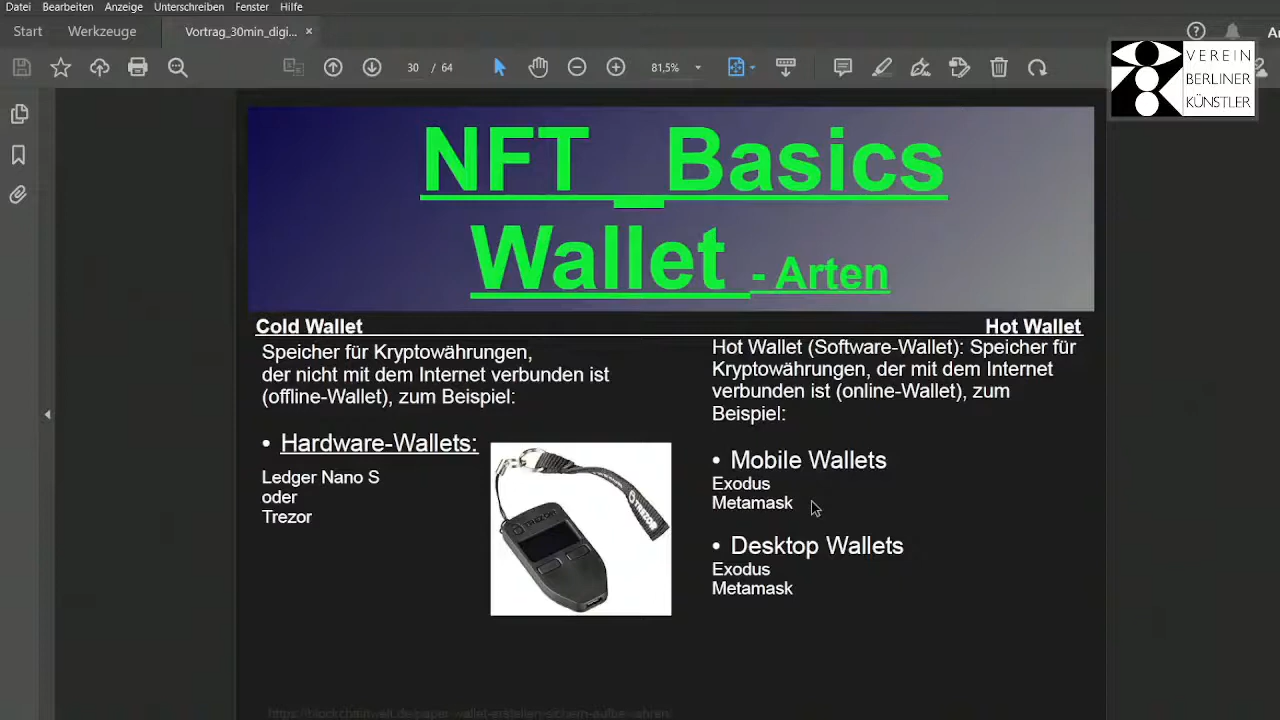 Datei Bearbeiten Anzeige Unterschreiben Fenster Hilfe
Start Werkzeuge Vortrag_30min_digi... × ?
30 / 64 81,5%
VEREIN
BERLINER
KÜNSTLER
NFT_Basics
Wallet - Arten
Cold Wallet
Speicher für Kryptowährungen,
der nicht mit dem Internet verbunden ist
(offline-Wallet), zum Beispiel:
• Hardware-Wallets:
Ledger Nano S
oder
Trezor
TREZOR
TREZOR
Hot Wallet
Hot Wallet (Software-Wallet): Speicher für
Kryptowährungen, der mit dem Internet
verbunden ist (online-Wallet), zum
Beispiel:
• Mobile Wallets
Exodus
Metamask
• Desktop Wallets
Exodus
Metamask